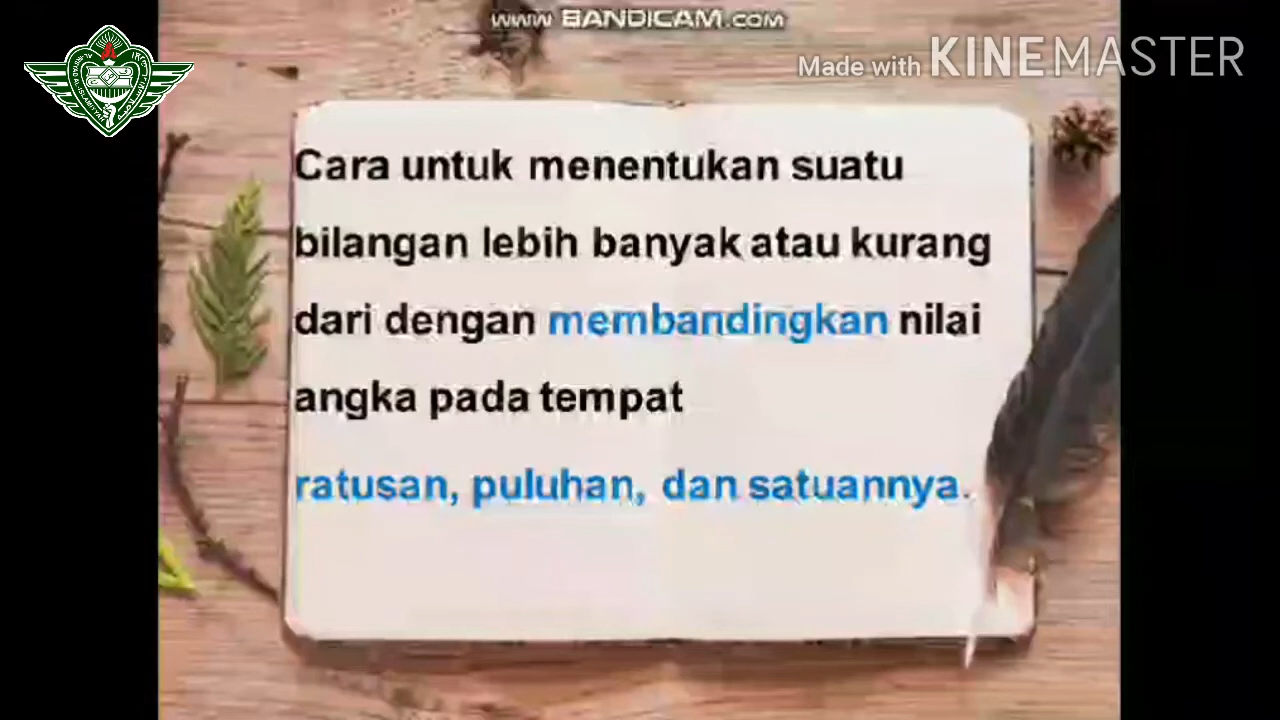 www.BANDICAM.COM
Made with KINEMASTER
Cara untuk menentukan suatu
bilangan lebih banyak atau kurang
dari dengan membandingkan nilai
angka pada tempat
ratusan, puluhan, dan satuannya.